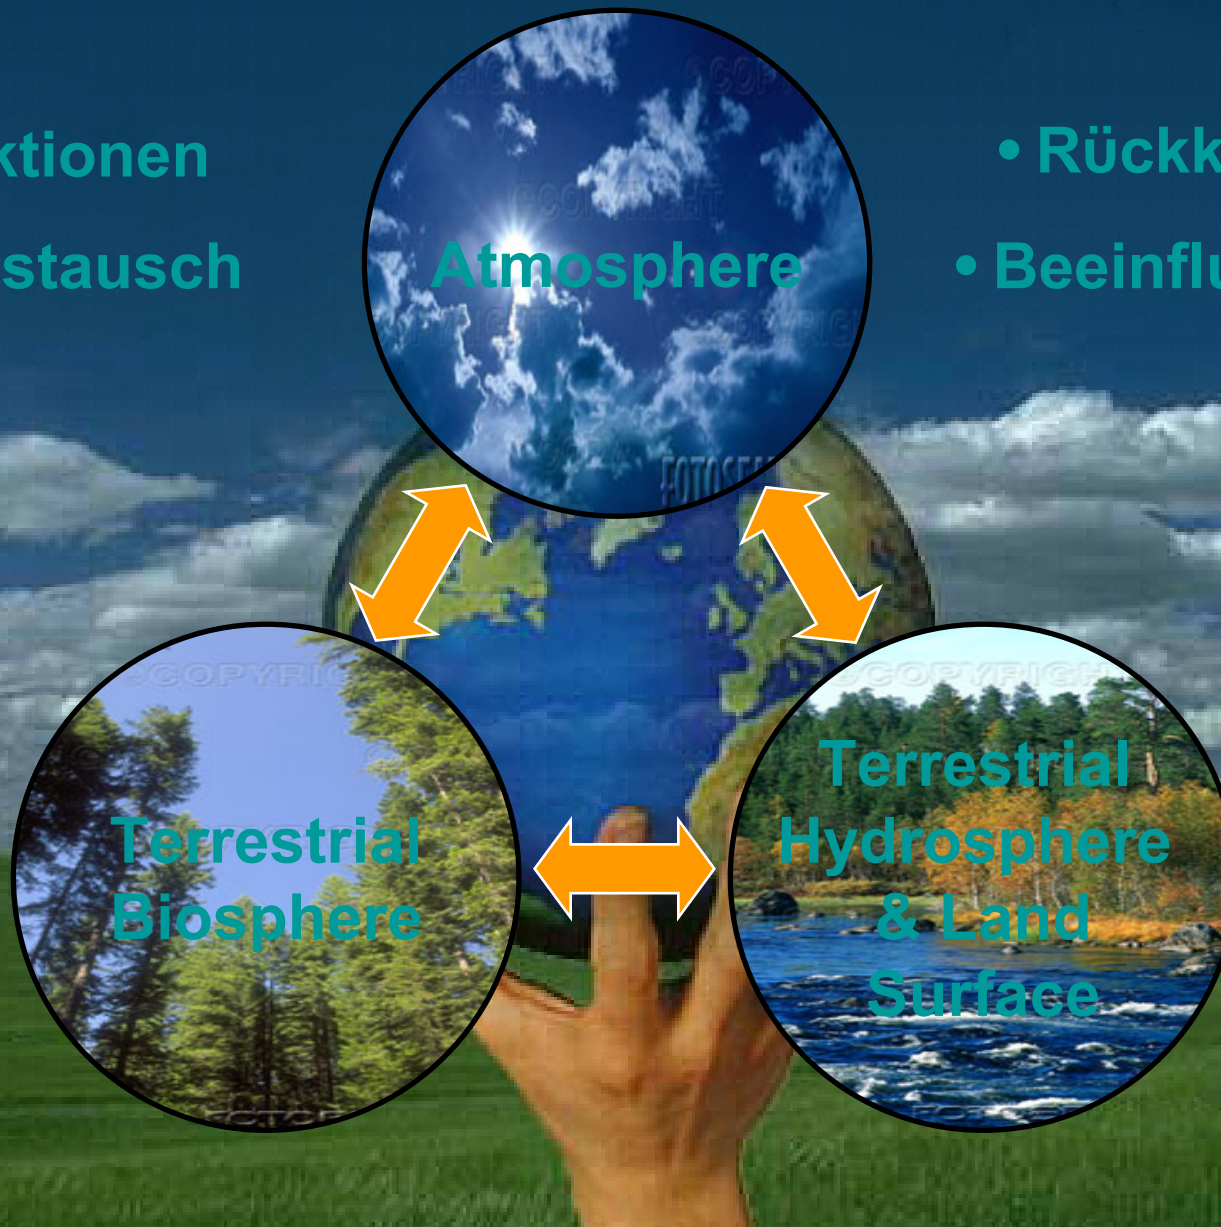 ktionen
stausch
• Rückk
• Beeinflu
Atmosphere
Terrestrial
Biosphere
Terrestrial
Hydrosphere
& Land
Surface